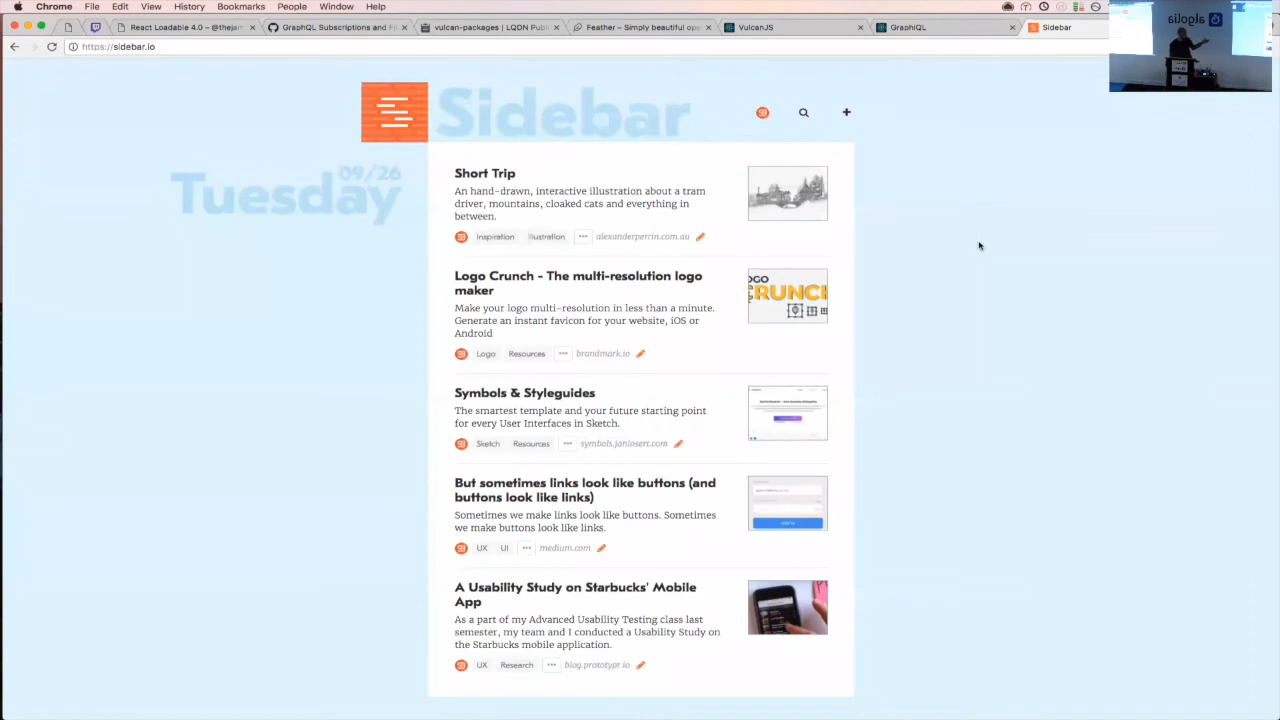 Chrome File Edit View History Bookmarks People Window Help
React Loadable 4.0 – @thejam
GraphQL Subscriptions and R
vulcan-packages | LQDN Publ
Feather – Simply beautiful ope
VulcanJS
GraphiQL
Sidebar
https://sidebar.io
algolia
Sidebar
09/26
Tuesday
Short Trip
An hand-drawn, interactive illustration about a tram
driver, mountains, cloaked cats and everything in
between.
Inspiration Illustration ••• alexanderperrin.com.au
Logo Crunch - The multi-resolution logo
maker
Make your logo multi-resolution in less than a minute.
Generate an instant favicon for your website, iOS or
Android
Logo Resources ••• brandmark.io
OGO
CRUNCH
Symbols & Styleguides
The smartest template and your future starting point
for every User Interfaces in Sketch.
Sketch Resources ••• symbols.janlosert.com
But sometimes links look like buttons (and
buttons look like links)
Sometimes we make links look like buttons. Sometimes
we make buttons look like links.
UX UI ••• medium.com
A Usability Study on Starbucks' Mobile
App
As a part of my Advanced Usability Testing class last
semester, my team and I conducted a Usability Study on
the Starbucks mobile application.
UX Research ••• blog.prototypr.io